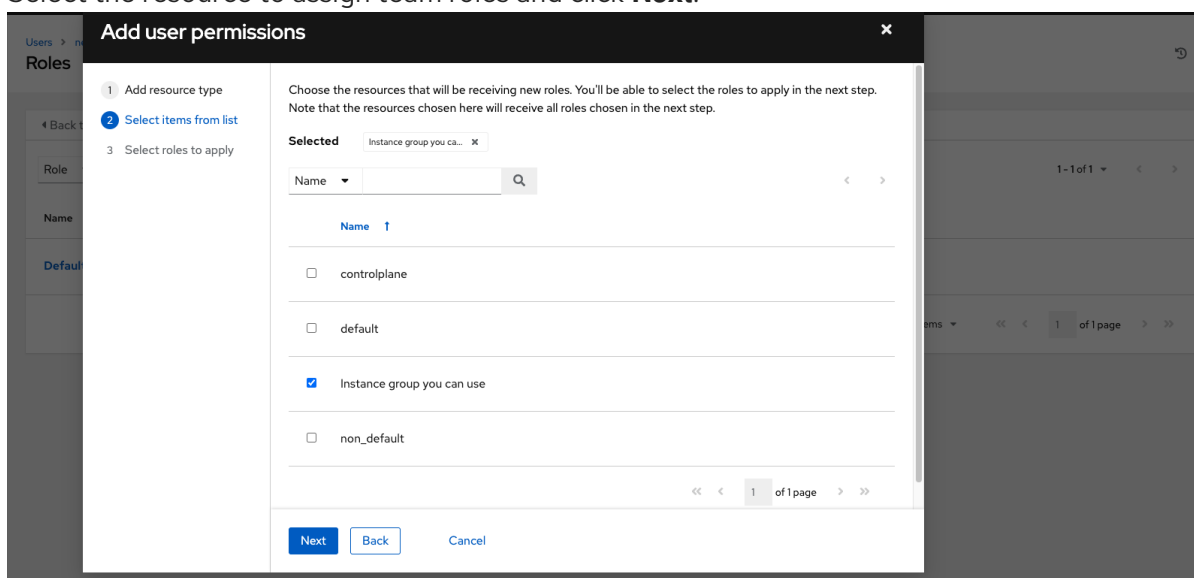 Select the resource to assign team roles and click Next.
Add user permissions
Users > n
Roles
1 Add resource type
2 Select items from list
3 Select roles to apply
Choose the resources that will be receiving new roles. You'll be able to select the roles to apply in the next step.
Note that the resources chosen here will receive all roles chosen in the next step.
Selected Instance group you ca...
Name
Name
controlplane
default
Instance group you can use
non_default
1 of 1 page
Next Back Cancel
Back t
Role
1 - 1 of 1
Name
Defaul
ems 1 of 1 page